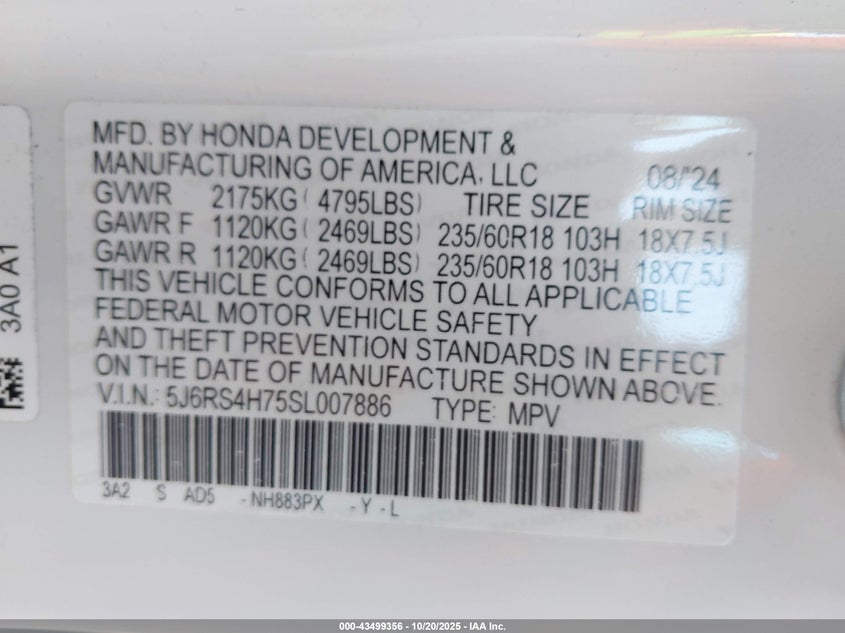 MFD. BY HONDA DEVELOPMENT &
MANUFACTURING OF AMERICA, LLC 08/'24
GVWR 2175KG ( 4795LBS) TIRE SIZE RIM SIZE
GAWR F 1120KG ( 2469LBS) 235/60R18 103H 18X7.5J
GAWR R 1120KG ( 2469LBS) 235/60R18 103H 18X7.5J
THIS VEHICLE CONFORMS TO ALL APPLICABLE
FEDERAL MOTOR VEHICLE SAFETY
AND THEFT PREVENTION STANDARDS IN EFFECT
ON THE DATE OF MANUFACTURE SHOWN ABOVE.
V.I.N.: 5J6RS4H75SL007886 TYPE: MPV
3A2 S AD5 -NH883PX -Y -L
3A0 A1
000-43499356 | 10/20/2025 - IAA Inc.